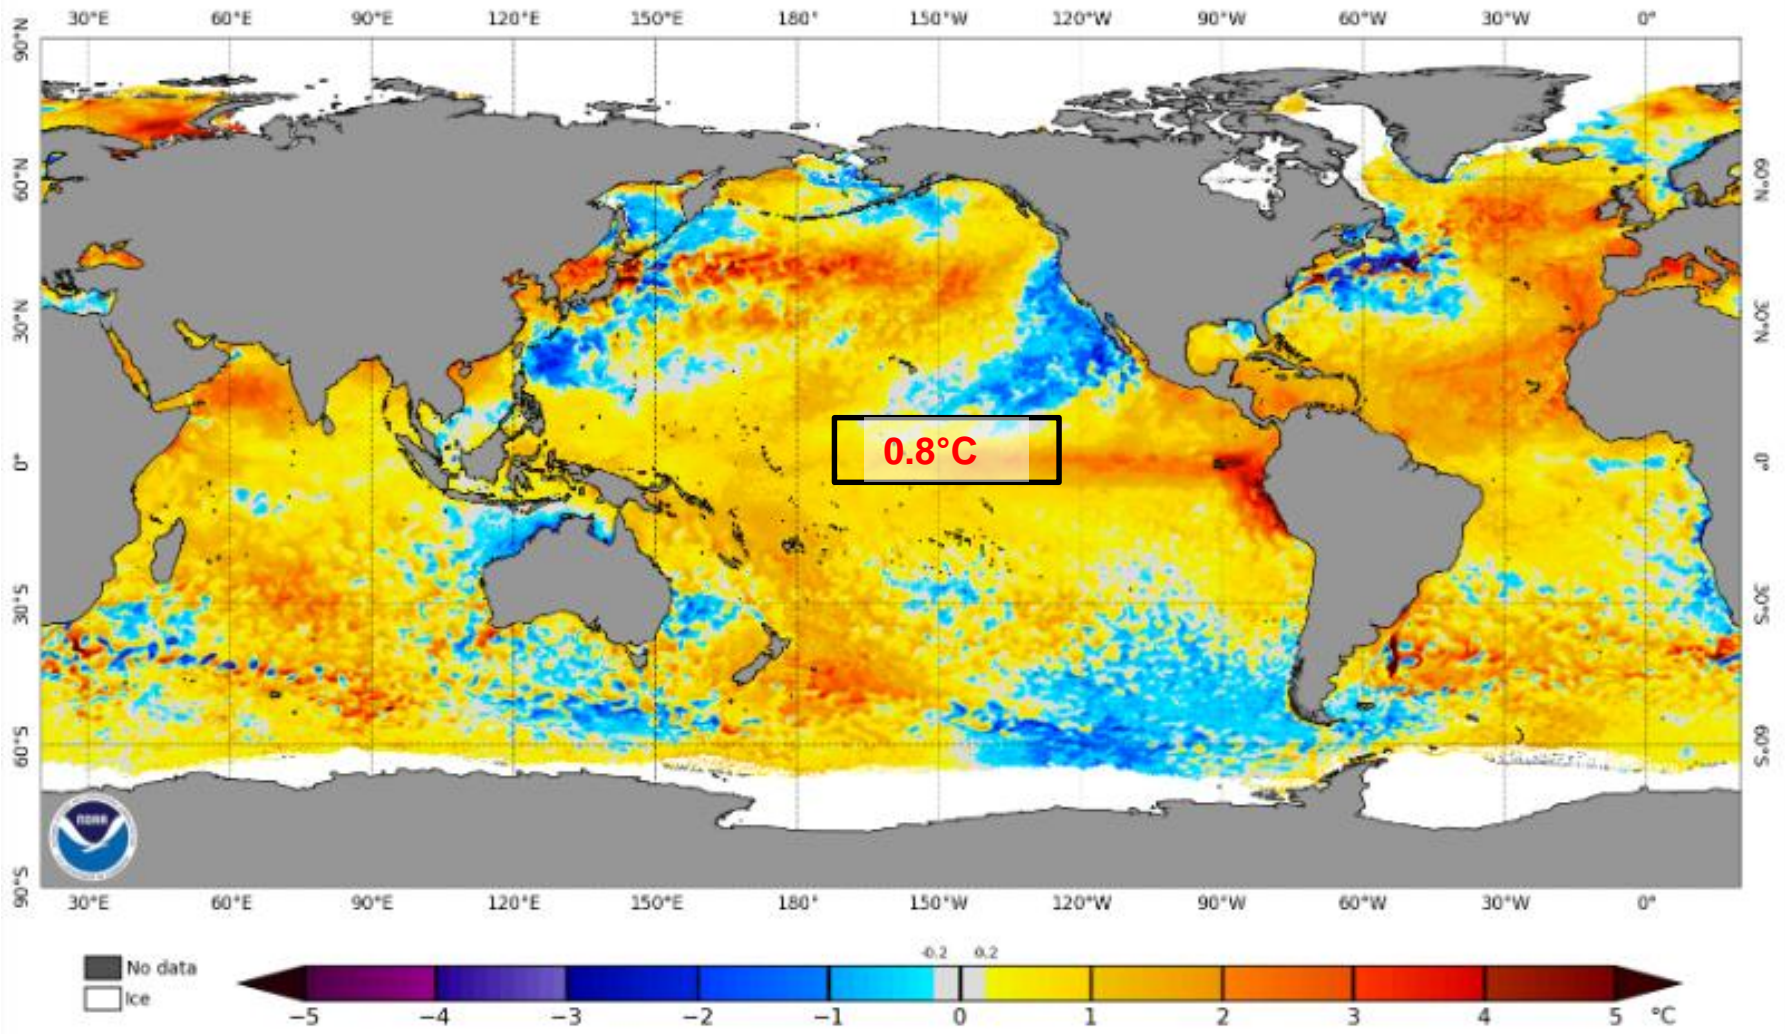 30°E 60°E 90°E 120°E 150°E 180° 150°W 120°W 90°W 60°W 30°W 0°
90°N
60°N 60°N
30°N 30°N
0.8°C
0° 0°
30°S 30°S
60°S 60°S
NOAA
90°S
30°E 60°E 90°E 120°E 150°E 180° 150°W 120°W 90°W 60°W 30°W 0°
-0.2 0.2
No data
Ice
−5 −4 −3 −2 −1 0 1 2 3 4 5 °C